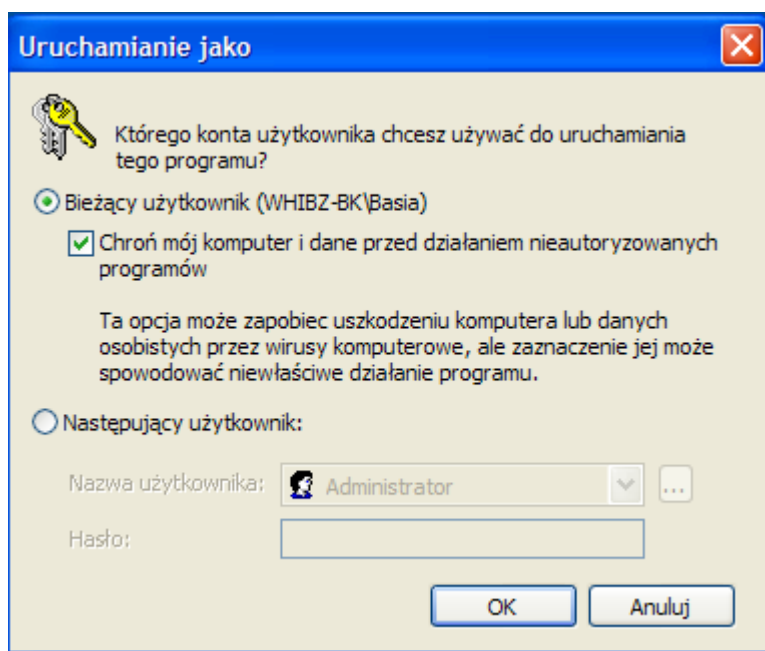 Uruchamianie jako
Którego konta użytkownika chcesz używać do uruchamiania
tego programu?
Bieżący użytkownik (WHIBZ-BK\Basia)
Chroń mój komputer i dane przed działaniem nieautoryzowanych
programów
Ta opcja może zapobiec uszkodzeniu komputera lub danych
osobistych przez wirusy komputerowe, ale zaznaczenie jej może
spowodować niewłaściwe działanie programu.
Następujący użytkownik:
Nazwa użytkownika: Administrator ...
Hasło:
OK Anuluj